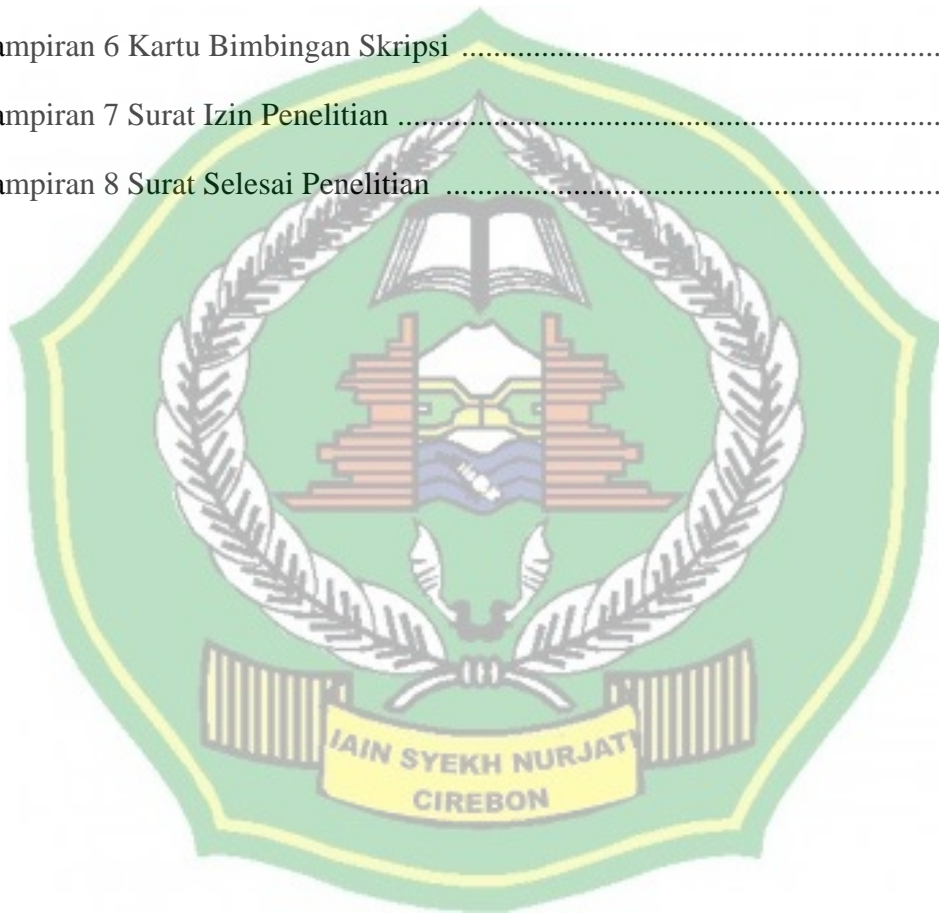 ampiran 6 Kartu Bimbingan Skripsi ....................................................................
ampiran 7 Surat Izin Penelitian ..............................................................................
ampiran 8 Surat Selesai Penelitian .......................................................................
IAIN SYEKH NURJATI
CIREBON